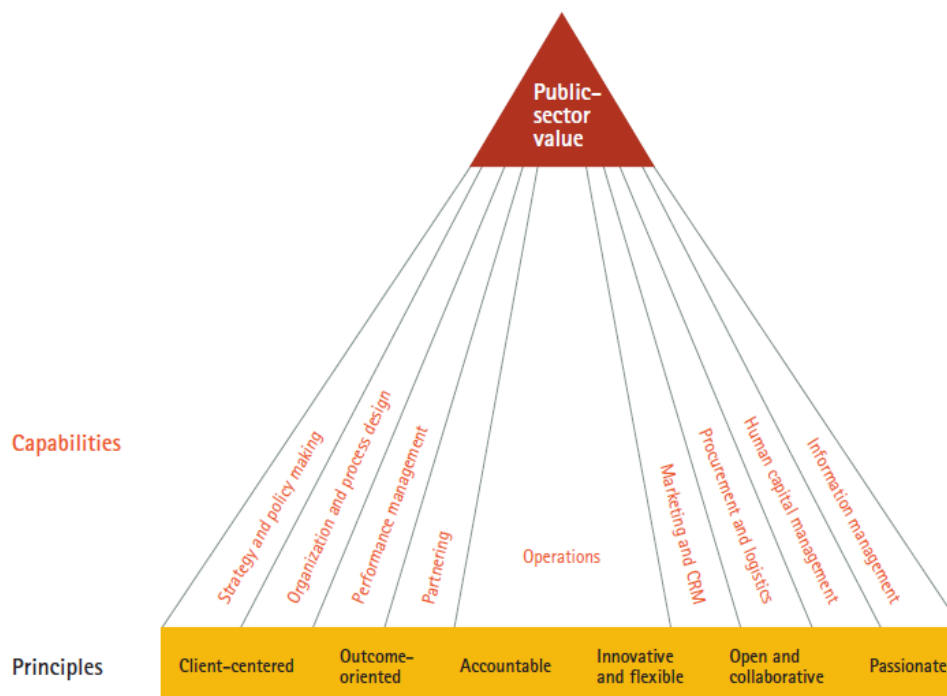 Public-
sector
value
Capabilities
Strategy and policy making
Organization and process design
Performance management
Partnering
Operations
Marketing and CRM
Procurement and logistics
Human capital management
Information management
Principles
Client-centered
Outcome-
oriented
Accountable
Innovative
and flexible
Open and
collaborative
Passionate